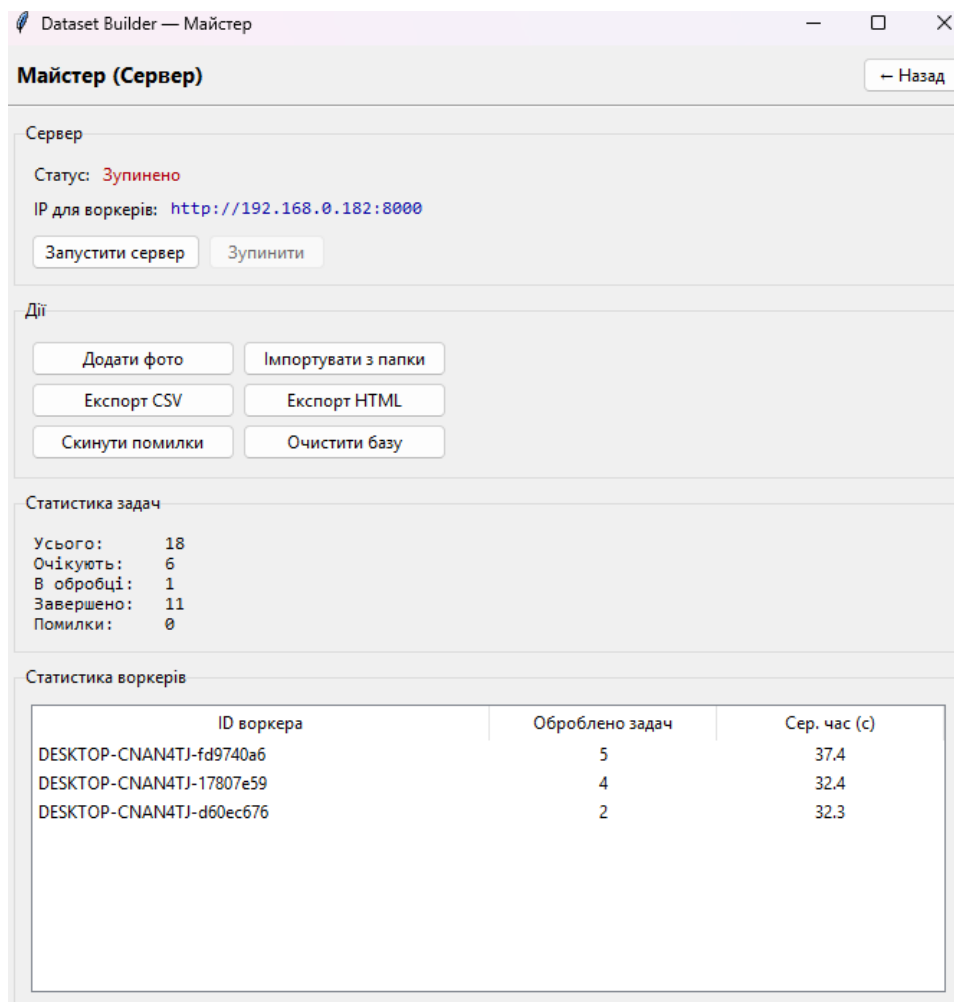 Dataset Builder — Майстер
Майстер (Сервер)
← Назад
Сервер
Статус: Зупинено
IP для воркерів: http://192.168.0.182:8000
Запустити сервер Зупинити
Дії
Додати фото Імпортувати з папки
Експорт CSV Експорт HTML
Скинути помилки Очистити базу
Статистика задач
Усього: 18
Очікують: 6
В обробці: 1
Завершено: 11
Помилки: 0
Статистика воркерів
ID воркера Оброблено задач Сер. час (с)
DESKTOP-CNAN4TJ-fd9740a6 5 37.4
DESKTOP-CNAN4TJ-17807e59 4 32.4
DESKTOP-CNAN4TJ-d60ec676 2 32.3